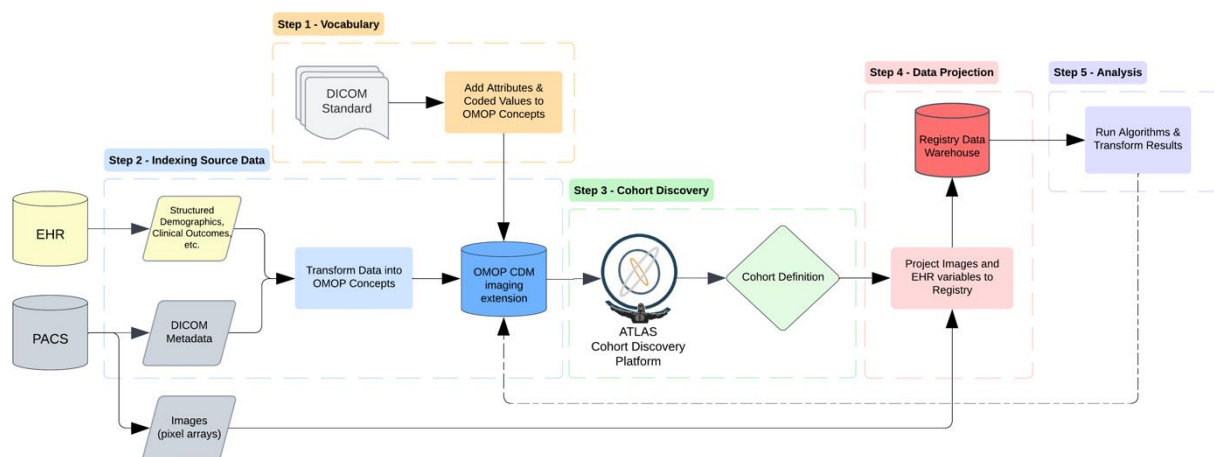 Step 1 - Vocabulary
DICOM
Standard
Add Attributes &
Coded Values to
OMOP Concepts
Step 2 - Indexing Source Data
EHR
Structured
Demographics,
Clinical Outcomes,
etc.
PACS
DICOM
Metadata
Images
(pixel arrays)
Transform Data into
OMOP Concepts
OMOP CDM
imaging
extension
Step 3 - Cohort Discovery
ATLAS
Cohort Discovery
Platform
Cohort Definition
Step 4 - Data Projection
Registry Data
Warehouse
Project Images and
EHR variables to
Registry
Step 5 - Analysis
Run Algorithms &
Transform Results